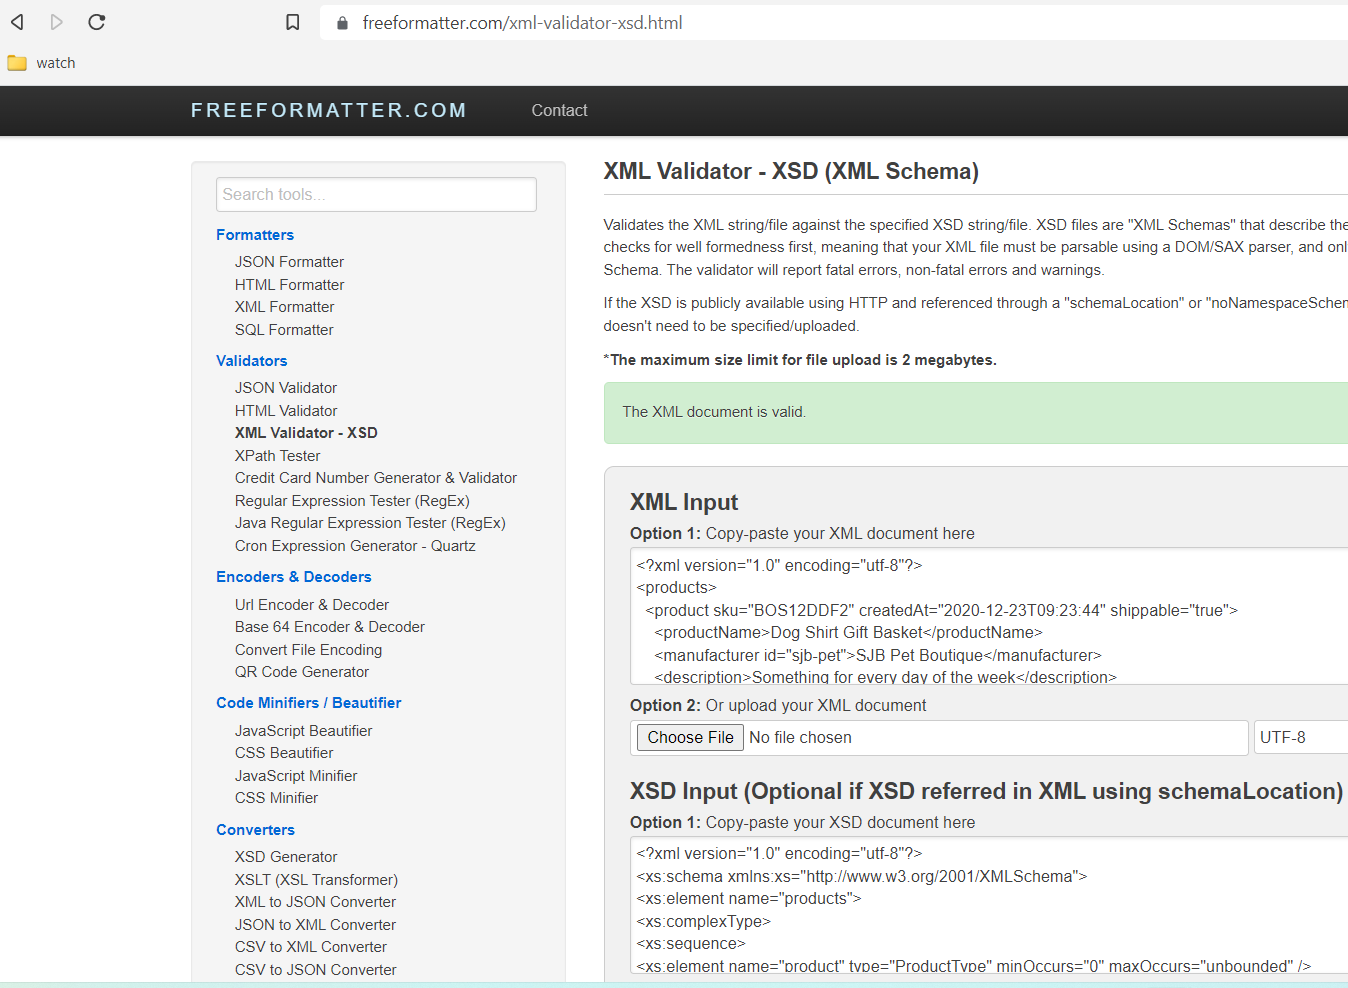 freeformatter.com/xml-validator-xsd.html
watch
FREEFORMATTER.COM
Contact
Search tools...
Formatters
JSON Formatter
HTML Formatter
XML Formatter
SQL Formatter
Validators
JSON Validator
HTML Validator
XML Validator - XSD
XPath Tester
Credit Card Number Generator & Validator
Regular Expression Tester (RegEx)
Java Regular Expression Tester (RegEx)
Cron Expression Generator - Quartz
Encoders & Decoders
Url Encoder & Decoder
Base 64 Encoder & Decoder
Convert File Encoding
QR Code Generator
Code Minifiers / Beautifier
JavaScript Beautifier
CSS Beautifier
JavaScript Minifier
CSS Minifier
Converters
XSD Generator
XSLT (XSL Transformer)
XML to JSON Converter
JSON to XML Converter
CSV to XML Converter
CSV to JSON Converter
XML Validator - XSD (XML Schema)
Validates the XML string/file against the specified XSD string/file. XSD files are "XML Schemas" that describe the
checks for well formedness first, meaning that your XML file must be parsable using a DOM/SAX parser, and onl
Schema. The validator will report fatal errors, non-fatal errors and warnings.
If the XSD is publicly available using HTTP and referenced through a "schemaLocation" or "noNamespaceSchem
doesn't need to be specified/uploaded.
*The maximum size limit for file upload is 2 megabytes.
The XML document is valid.
XML Input
Option 1: Copy-paste your XML document here
<?xml version="1.0" encoding="utf-8"?>
<products>
<product sku="BOS12DDF2" createdAt="2020-12-23T09:23:44" shippable="true">
<productName>Dog Shirt Gift Basket</productName>
<manufacturer id="sjb-pet">SJB Pet Boutique</manufacturer>
<description>Something for every day of the week</description>
Option 2: Or upload your XML document
Choose File No file chosen UTF-8
XSD Input (Optional if XSD referred in XML using schemaLocation)
Option 1: Copy-paste your XSD document here
<?xml version="1.0" encoding="utf-8"?>
<xs:schema xmlns:xs="http://www.w3.org/2001/XMLSchema">
<xs:element name="products">
<xs:complexType>
<xs:sequence>
<xs:element name="product" type="ProductType" minOccurs="0" maxOccurs="unbounded" />